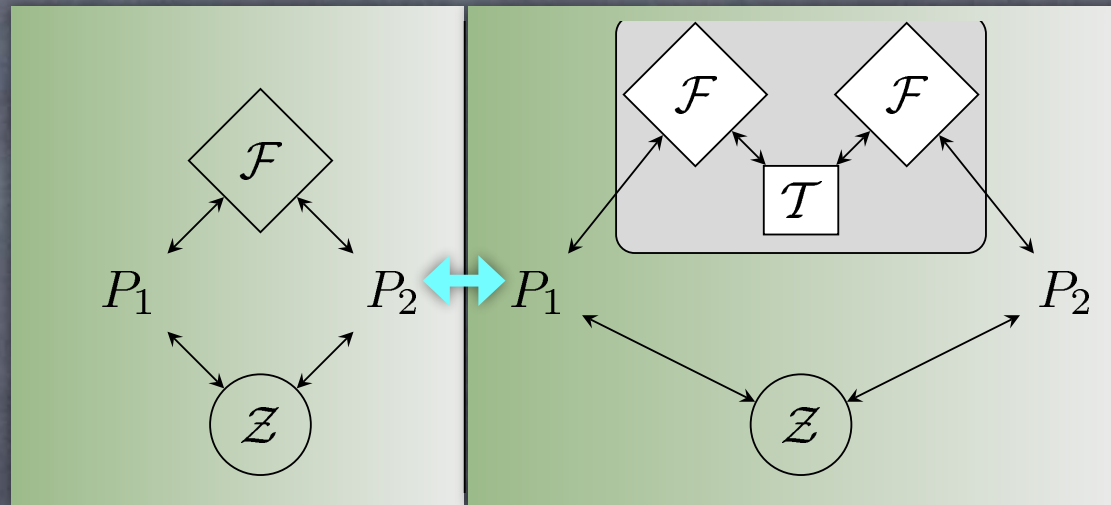 ℱ
P₁ P₂
𝒵
ℱ ℱ
𝒯
P₁ P₂
𝒵